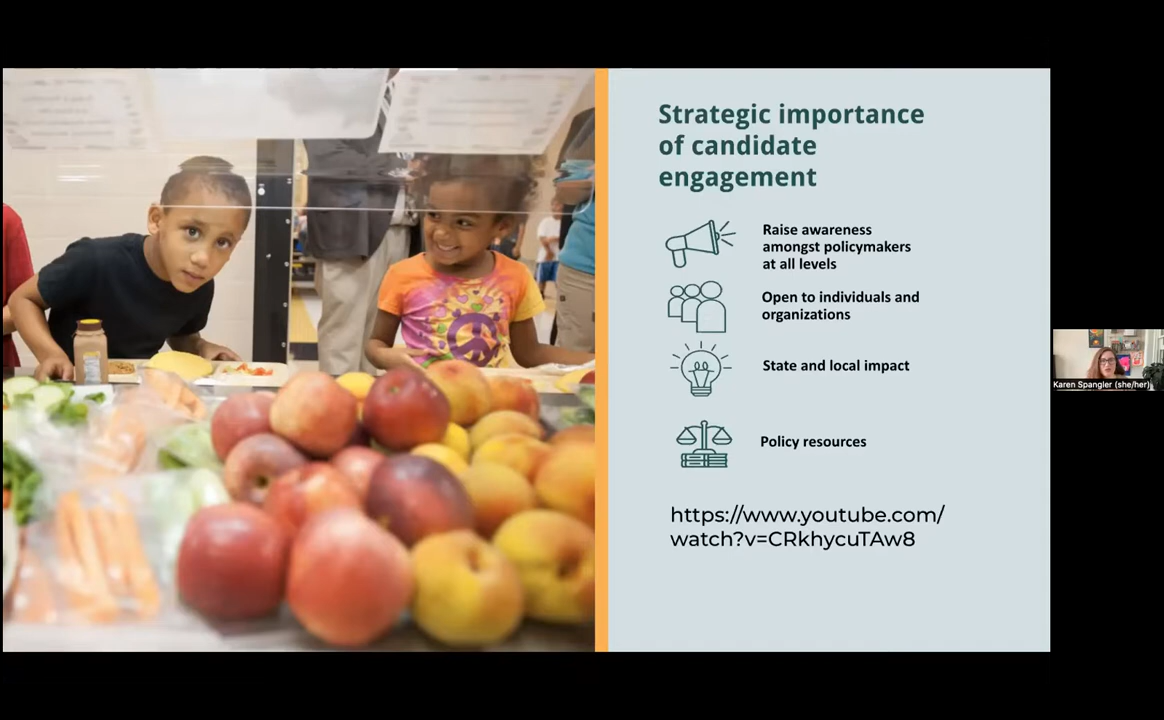 Strategic importance
of candidate
engagement
Raise awareness
amongst policymakers
at all levels
Open to individuals and
organizations
State and local impact
Policy resources
https://www.youtube.com/
watch?v=CRkhycuTAw8
Karen Spangler (she/her)